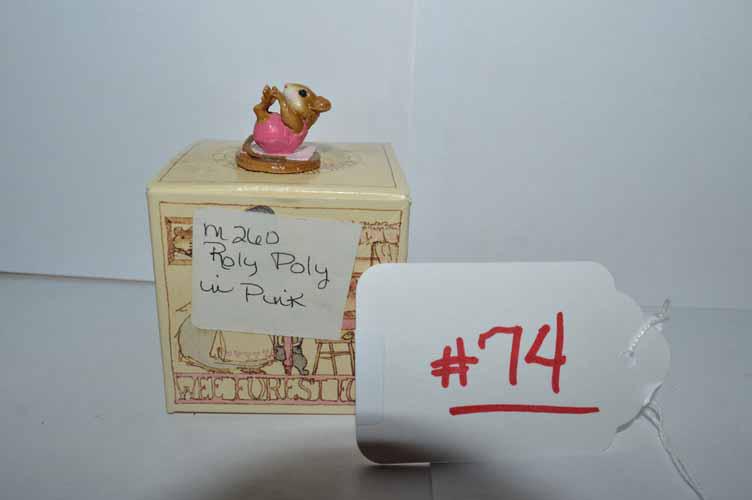 M260
Roly Poly
in Pink
WEE FOREST
#74